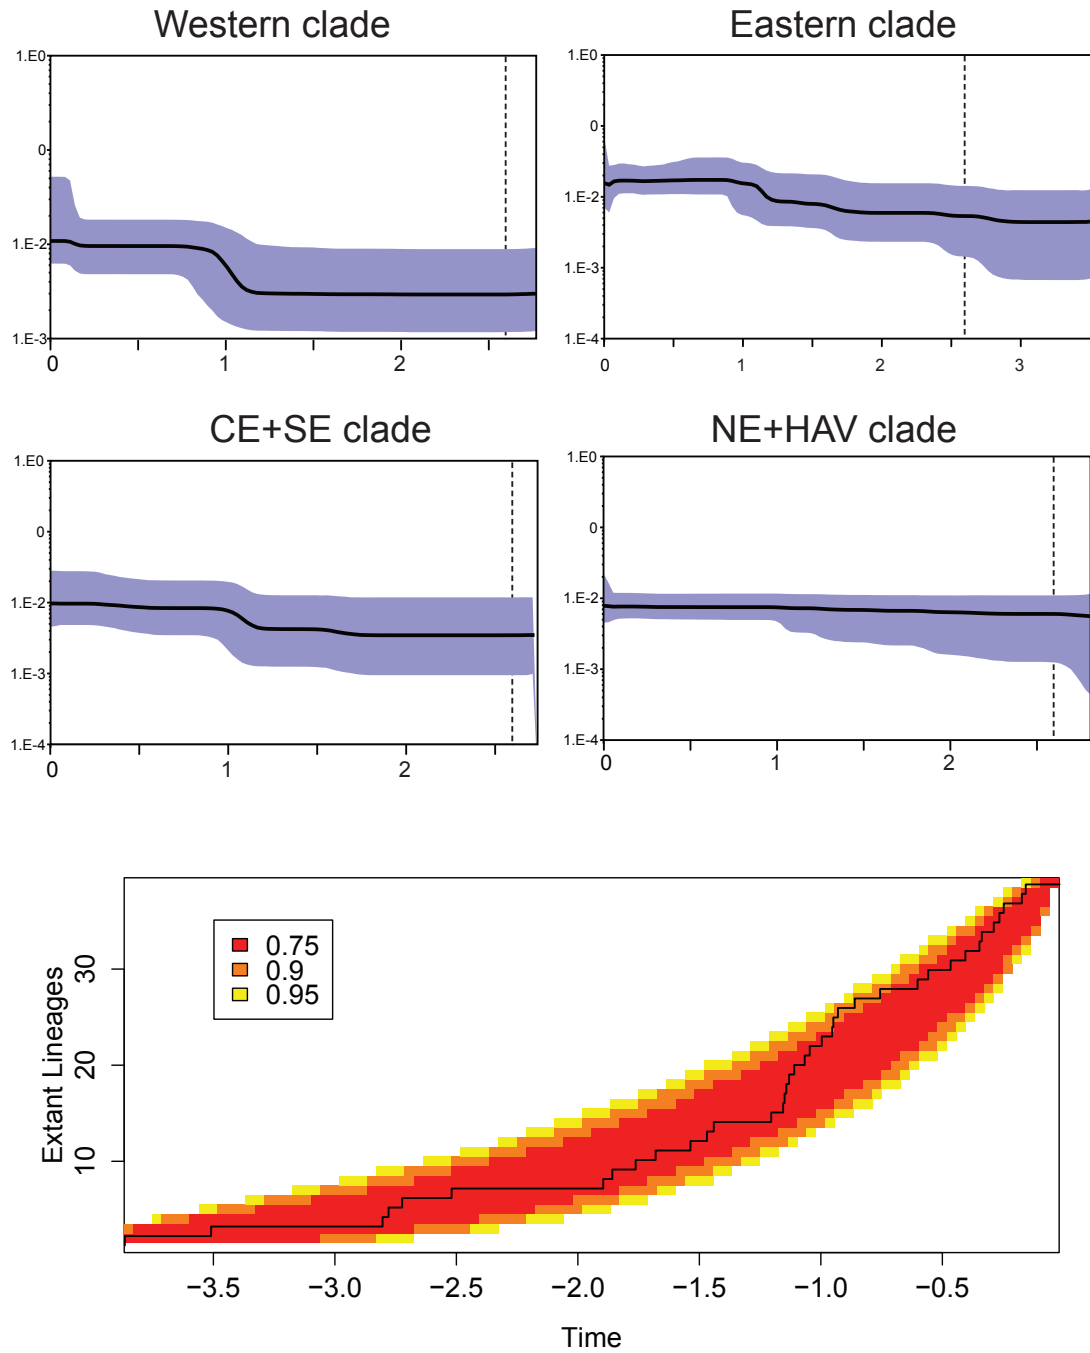 Western clade
Eastern clade
1.E0
0
1.E-2
1.E-3
0
1
2
1.E0
0
1.E-2
1.E-3
1.E-4
0
1
2
3
CE+SE clade
NE+HAV clade
1.E0
0
1.E-2
1.E-3
1.E-4
0
1
2
1.E0
0
1.E-2
1.E-3
1.E-4
0
1
2
Extant Lineages
30
20
10
0.75
0.9
0.95
−3.5
−3.0
−2.5
−2.0
−1.5
−1.0
−0.5
Time